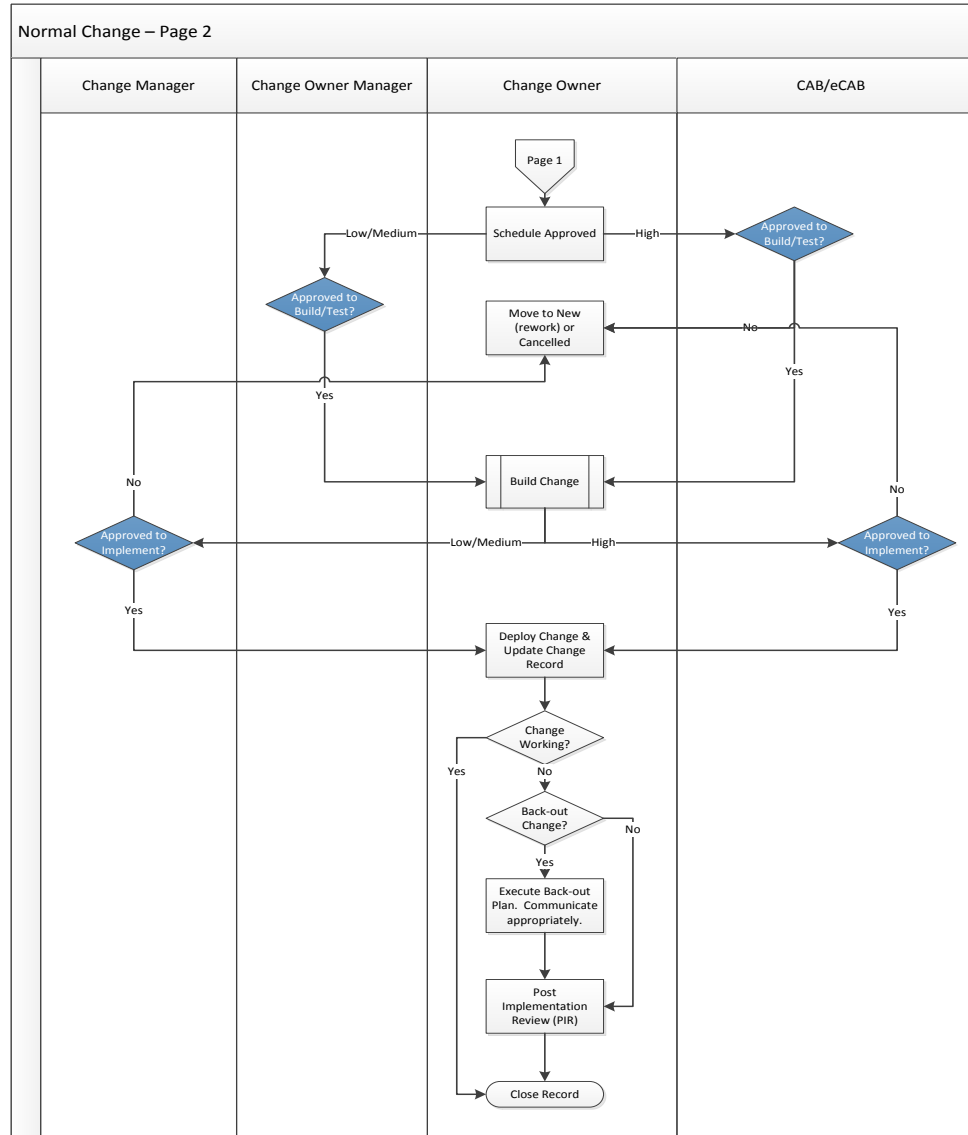 Normal Change – Page 2
Change Manager
Change Owner Manager
Change Owner
CAB/eCAB
Page 1
Low/Medium
Schedule Approved
High
Approved to
Build/Test?
Approved to
Build/Test?
Move to New
(rework) or
Cancelled
No
Yes
Yes
No
Build Change
No
Approved to
Implement?
Low/Medium
High
Approved to
Implement?
Yes
Yes
Deploy Change &
Update Change
Record
Change
Working?
Yes
No
Back-out
Change?
No
Yes
Execute Back-out
Plan.  Communicate
appropriately.
Post
Implementation
Review (PIR)
Close Record